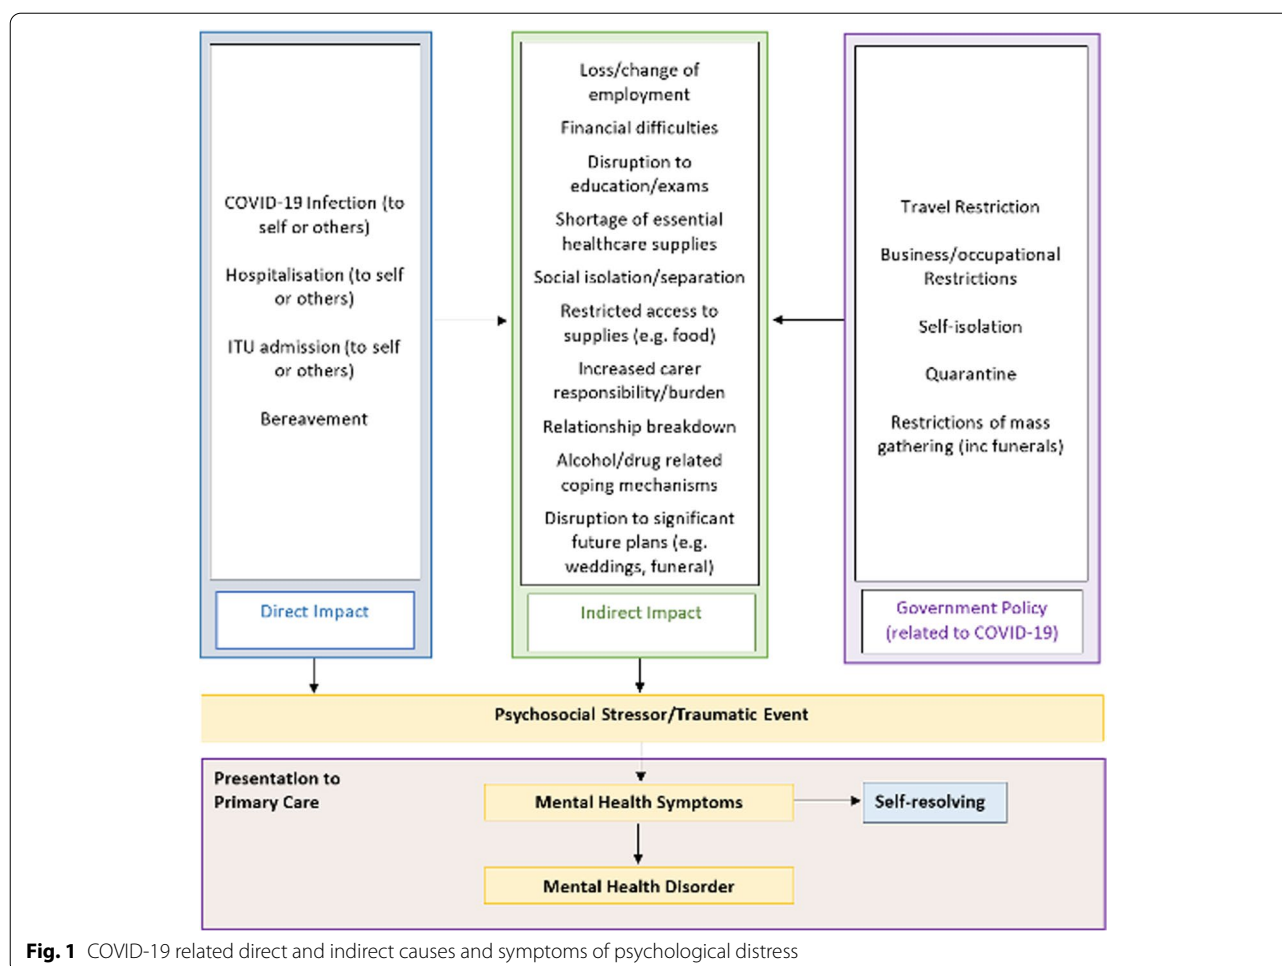 COVID-19 Infection (to
self or others)
Hospitalisation (to self
or others)
ITU admission (to self
or others)
Bereavement
Direct Impact
Loss/change of
employment
Financial difficulties
Disruption to
education/exams
Shortage of essential
healthcare supplies
Social isolation/separation
Restricted access to
supplies (e.g. food)
Increased carer
responsibility/burden
Relationship breakdown
Alcohol/drug related
coping mechanisms
Disruption to significant
future plans (e.g.
weddings, funeral)
Indirect Impact
Travel Restriction
Business/occupational
Restrictions
Self-isolation
Quarantine
Restrictions of mass
gathering (inc funerals)
Government Policy
(related to COVID-19)
Psychosocial Stressor/Traumatic Event
Presentation to
Primary Care
Mental Health Symptoms
Self-resolving
Mental Health Disorder
Fig. 1 COVID-19 related direct and indirect causes and symptoms of psychological distress